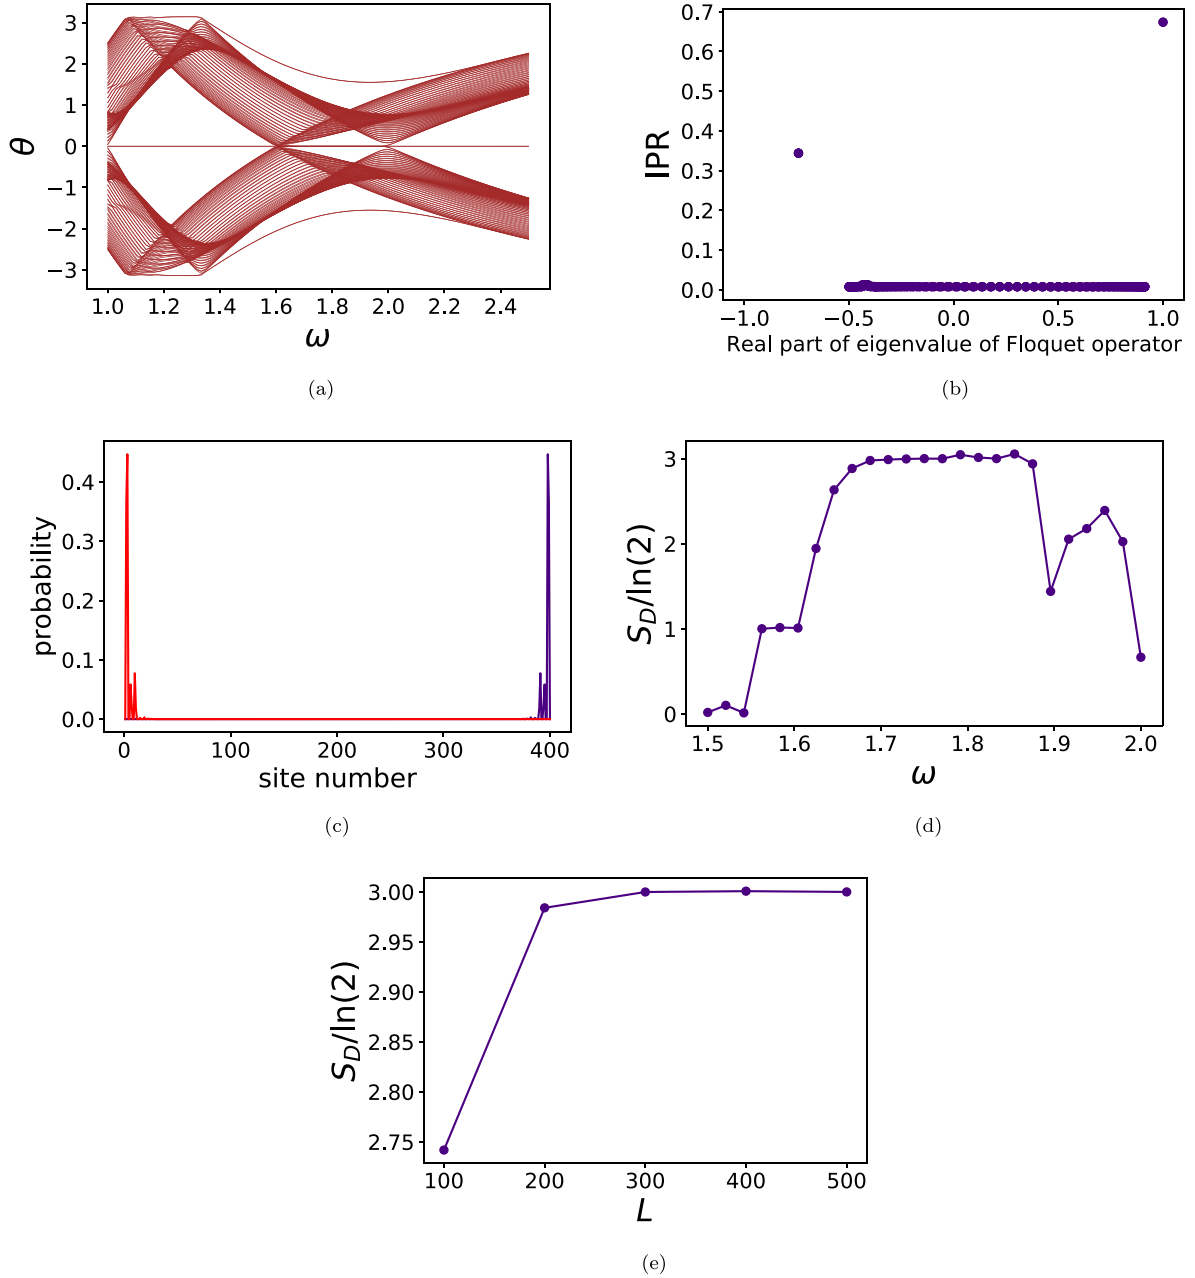 3
2
1
0
−1
−2
−3
θ
1.0 1.2 1.4 1.6 1.8 2.0 2.2 2.4
ω
(a)
0.7
0.6
0.5
0.4
0.3
0.2
0.1
0.0
IPR
−1.0 −0.5 0.0 0.5 1.0
Real part of eigenvalue of Floquet operator
(b)
0.4
0.3
0.2
0.1
0.0
probability
0 100 200 300 400
site number
(c)
3
2
1
0
S_D/ln(2)
1.5 1.6 1.7 1.8 1.9 2.0
ω
(d)
3.00
2.95
2.90
2.85
2.80
2.75
S_D/ln(2)
100 200 300 400 500
L
(e)